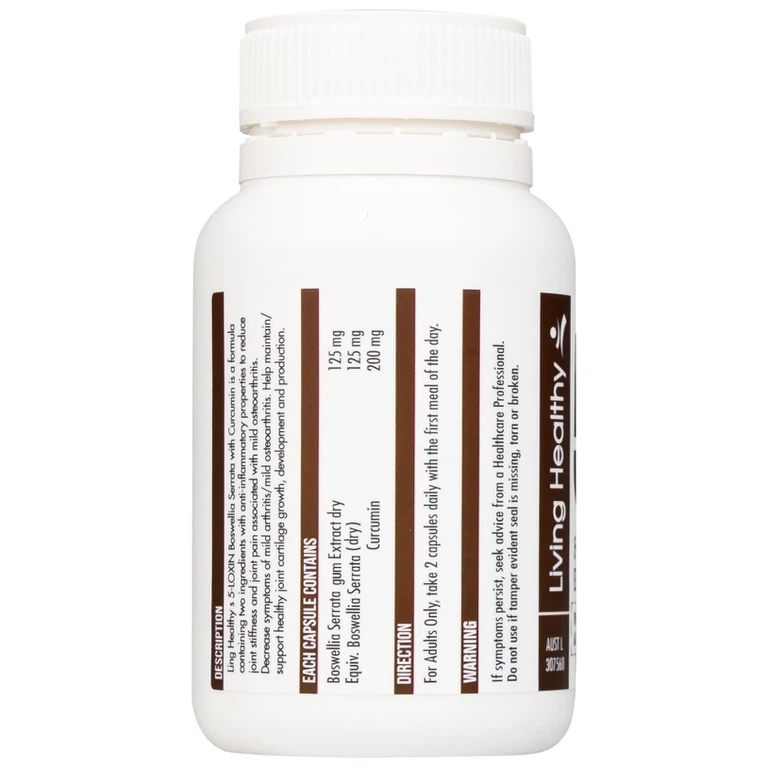 DESCRIPTION
Ling Healthy s 5-LOXIN Boswellia Serrata with Curcumin is a formula
containing two ingredients with anti-inflammatory properties to reduce
joint stiffness and joint pain associated with mild osteoarthritis.
Decrease symptoms of mild arthritis/mild osteoarthritis. Help maintain/
support healthy joint cartilage growth, development and production.
EACH CAPSULE CONTAINS
Boswellia Serrata gum Extract dry 125 mg
Equiv. Boswellia Serrata (dry) 125 mg
Curcumin 200 mg
DIRECTION
For Adults Only, take 2 capsules daily with the first meal of the day.
WARNING
If symptoms persist, seek advice from a Healthcare Professional.
Do not use if tamper evident seal is missing, torn or broken.
AUST L
307560
Living Healthy